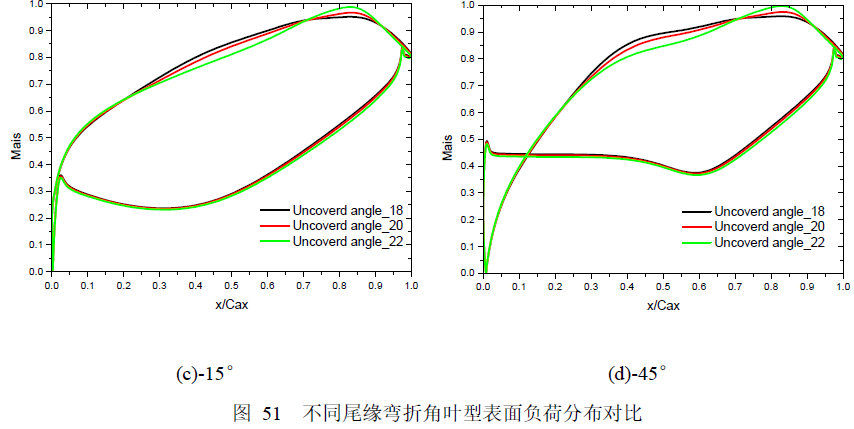 1.0
0.9
0.8
0.7
0.6
0.5
0.4
0.3
0.2
0.1
0.0
Mais
0.0 0.1 0.2 0.3 0.4 0.5 0.6 0.7 0.8 0.9 1.0
x/Cax
Uncoverd angle_18
Uncoverd angle_20
Uncoverd angle_22
(c)-15°
1.0
0.9
0.8
0.7
0.6
0.5
0.4
0.3
0.2
0.1
0.0
Mais
0.0 0.1 0.2 0.3 0.4 0.5 0.6 0.7 0.8 0.9 1.0
x/Cax
Uncoverd angle_18
Uncoverd angle_20
Uncoverd angle_22
(d)-45°
图 51 不同尾缘弯折角叶型表面负荷分布对比